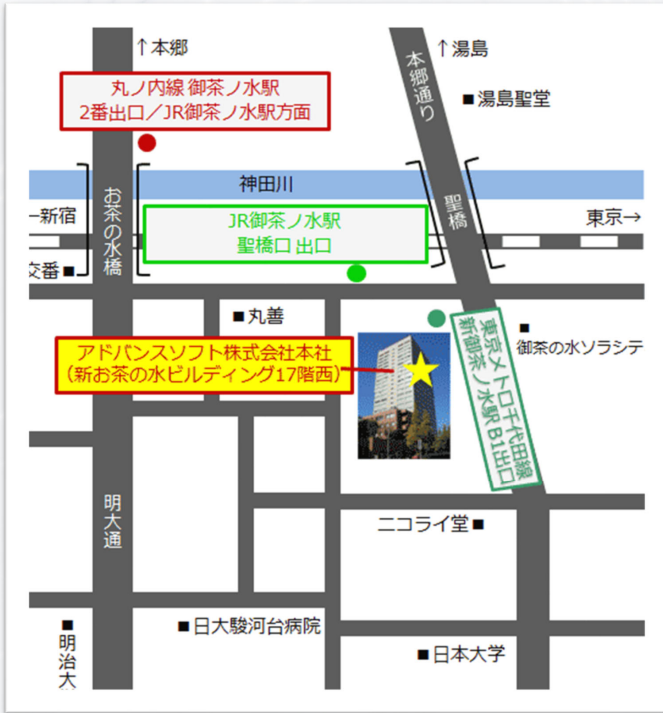 ↑本郷
↑湯島
本郷通り
■湯島聖堂
丸ノ内線 御茶ノ水駅
2番出口／JR御茶ノ水駅方面
神田川
お茶の水橋
聖橋
─新宿
東京→
JR御茶ノ水駅
聖橋口 出口
交番■
■丸善
■
御茶の水ソラシテ
東京メトロ千代田線
新御茶ノ水駅 B1出口
アドバンスソフト株式会社本社
（新お茶の水ビルディング17階西）
明大通
ニコライ堂■
■日大駿河台病院
■日本大学
■明治大